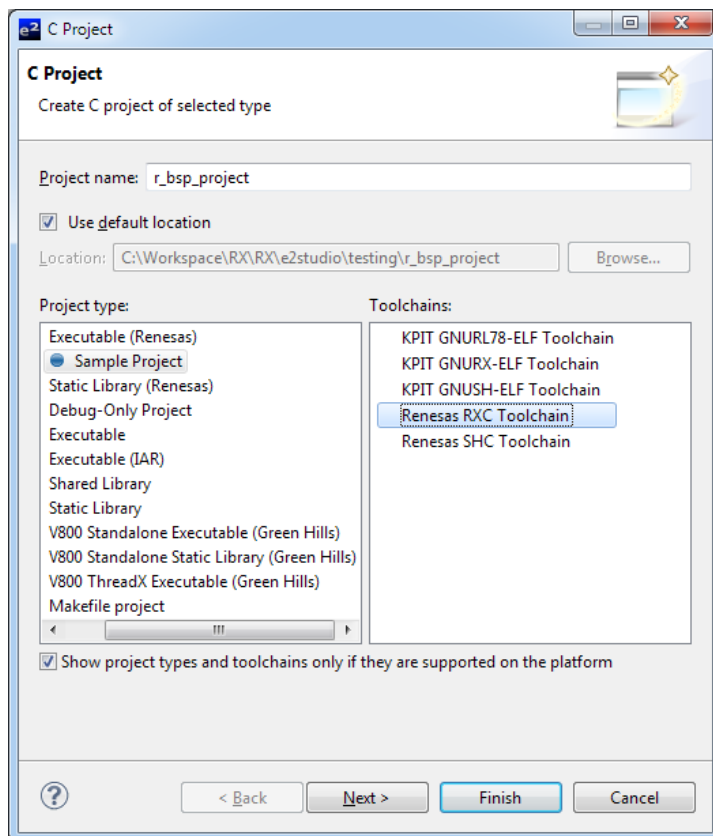 e2 C Project
C Project
Create C project of selected type
Project name: r_bsp_project
Use default location
Location: C:\Workspace\RX\RX\e2studio\testing\r_bsp_project Browse...
Project type:
Executable (Renesas)
Sample Project
Static Library (Renesas)
Debug-Only Project
Executable
Executable (IAR)
Shared Library
Static Library
V800 Standalone Executable (Green Hills)
V800 Standalone Static Library (Green Hills)
V800 ThreadX Executable (Green Hills)
Makefile project
Toolchains:
KPIT GNURL78-ELF Toolchain
KPIT GNURX-ELF Toolchain
KPIT GNUSH-ELF Toolchain
Renesas RXC Toolchain
Renesas SHC Toolchain
Show project types and toolchains only if they are supported on the platform
? < Back Next > Finish Cancel